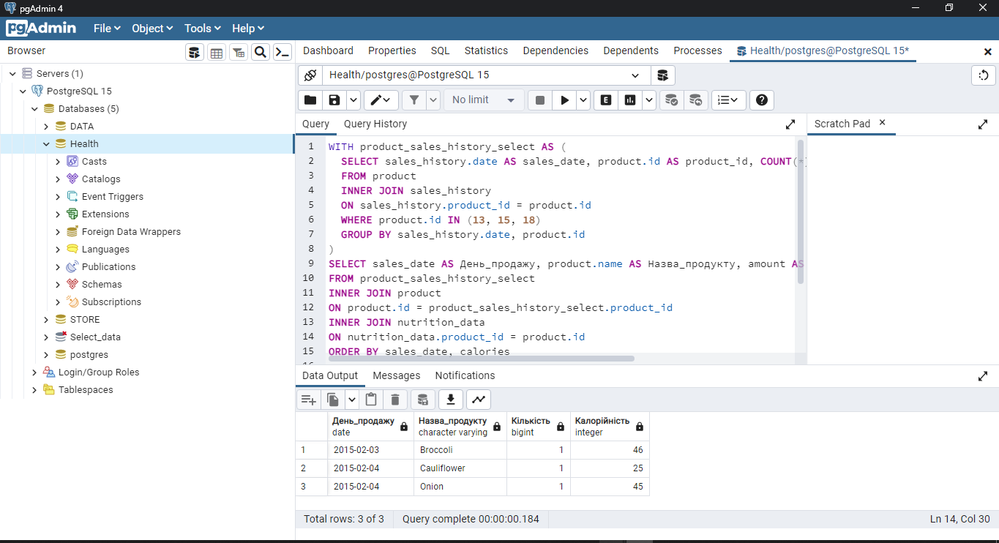 pgAdmin 4
pgAdmin File Object Tools Help
Browser
Dashboard Properties SQL Statistics Dependencies Dependents Processes Health/postgres@PostgreSQL 15*
Servers (1)
PostgreSQL 15
Databases (5)
DATA
Health
Casts
Catalogs
Event Triggers
Extensions
Foreign Data Wrappers
Languages
Publications
Schemas
Subscriptions
STORE
Select_data
postgres
Login/Group Roles
Tablespaces
Health/postgres@PostgreSQL 15
No limit
E
Query Query History
Scratch Pad
1 WITH product_sales_history_select AS (
2 SELECT sales_history.date AS sales_date, product.id AS product_id, COUNT(*)
3 FROM product
4 INNER JOIN sales_history
5 ON sales_history.product_id = product.id
6 WHERE product.id IN (13, 15, 18)
7 GROUP BY sales_history.date, product.id
8 )
9 SELECT sales_date AS День_продажу, product.name AS Назва_продукту, amount AS
10 FROM product_sales_history_select
11 INNER JOIN product
12 ON product.id = product_sales_history_select.product_id
13 INNER JOIN nutrition_data
14 ON nutrition_data.product_id = product.id
15 ORDER BY sales_date, calories
Data Output Messages Notifications
День_продажу Назва_продукту Кількість Калорійність
date character varying bigint integer
1 2015-02-03 Broccoli 1 46
2 2015-02-04 Cauliflower 1 25
3 2015-02-04 Onion 1 45
Total rows: 3 of 3 Query complete 00:00:00.184 Ln 14, Col 30